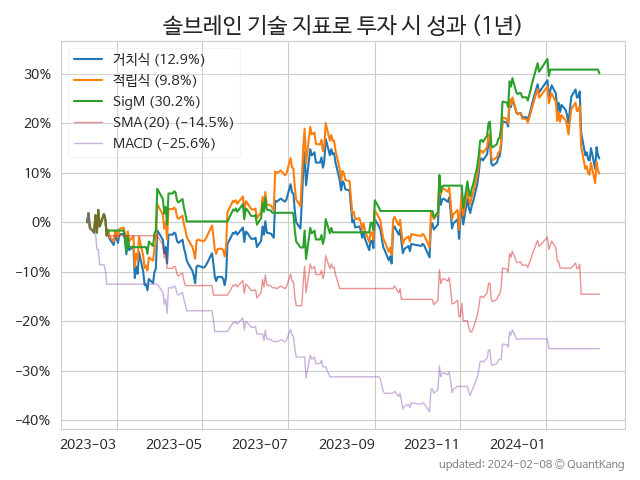 솔브레인 기술 지표로 투자 시 성과 (1년)
거치식 (12.9%)
적립식 (9.8%)
SigM (30.2%)
SMA(20) (−14.5%)
MACD (−25.6%)
30%
20%
10%
0%
−10%
−20%
−30%
−40%
2023-03 2023-05 2023-07 2023-09 2023-11 2024-01
updated: 2024-02-08 © QuantKang